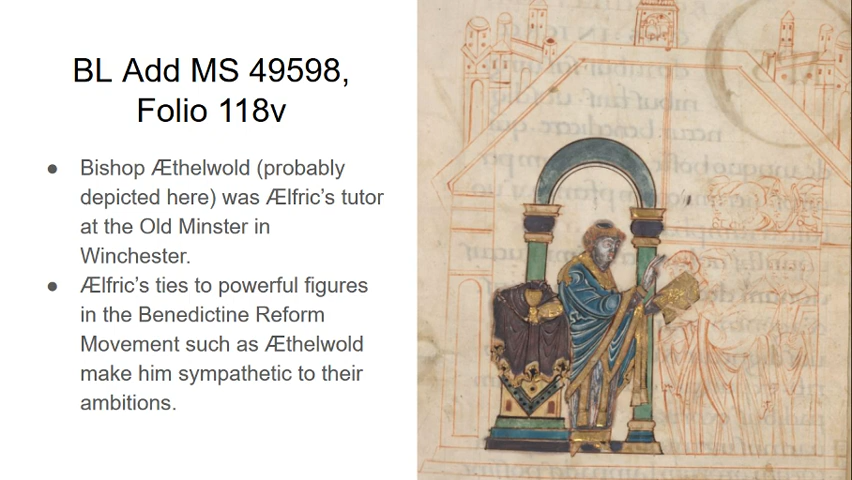 BL Add MS 49598,
Folio 118v
● Bishop Æthelwold (probably
depicted here) was Ælfric’s tutor
at the Old Minster in
Winchester.
● Ælfric’s ties to powerful figures
in the Benedictine Reform
Movement such as Æthelwold
make him sympathetic to their
ambitions.